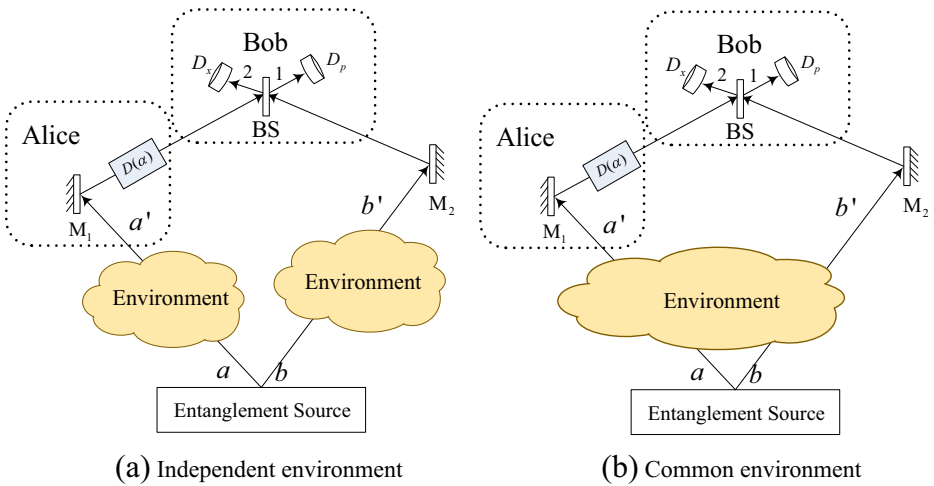 Bob
D_x 2 1 D_p
BS
Alice
D(α)
M_1
a'
b'
M_2
Environment
Environment
a b
Entanglement Source
(a) Independent environment
Bob
D_x 2 1 D_p
BS
Alice
D(α)
M_1
a'
b'
M_2
Environment
a b
Entanglement Source
(b) Common environment